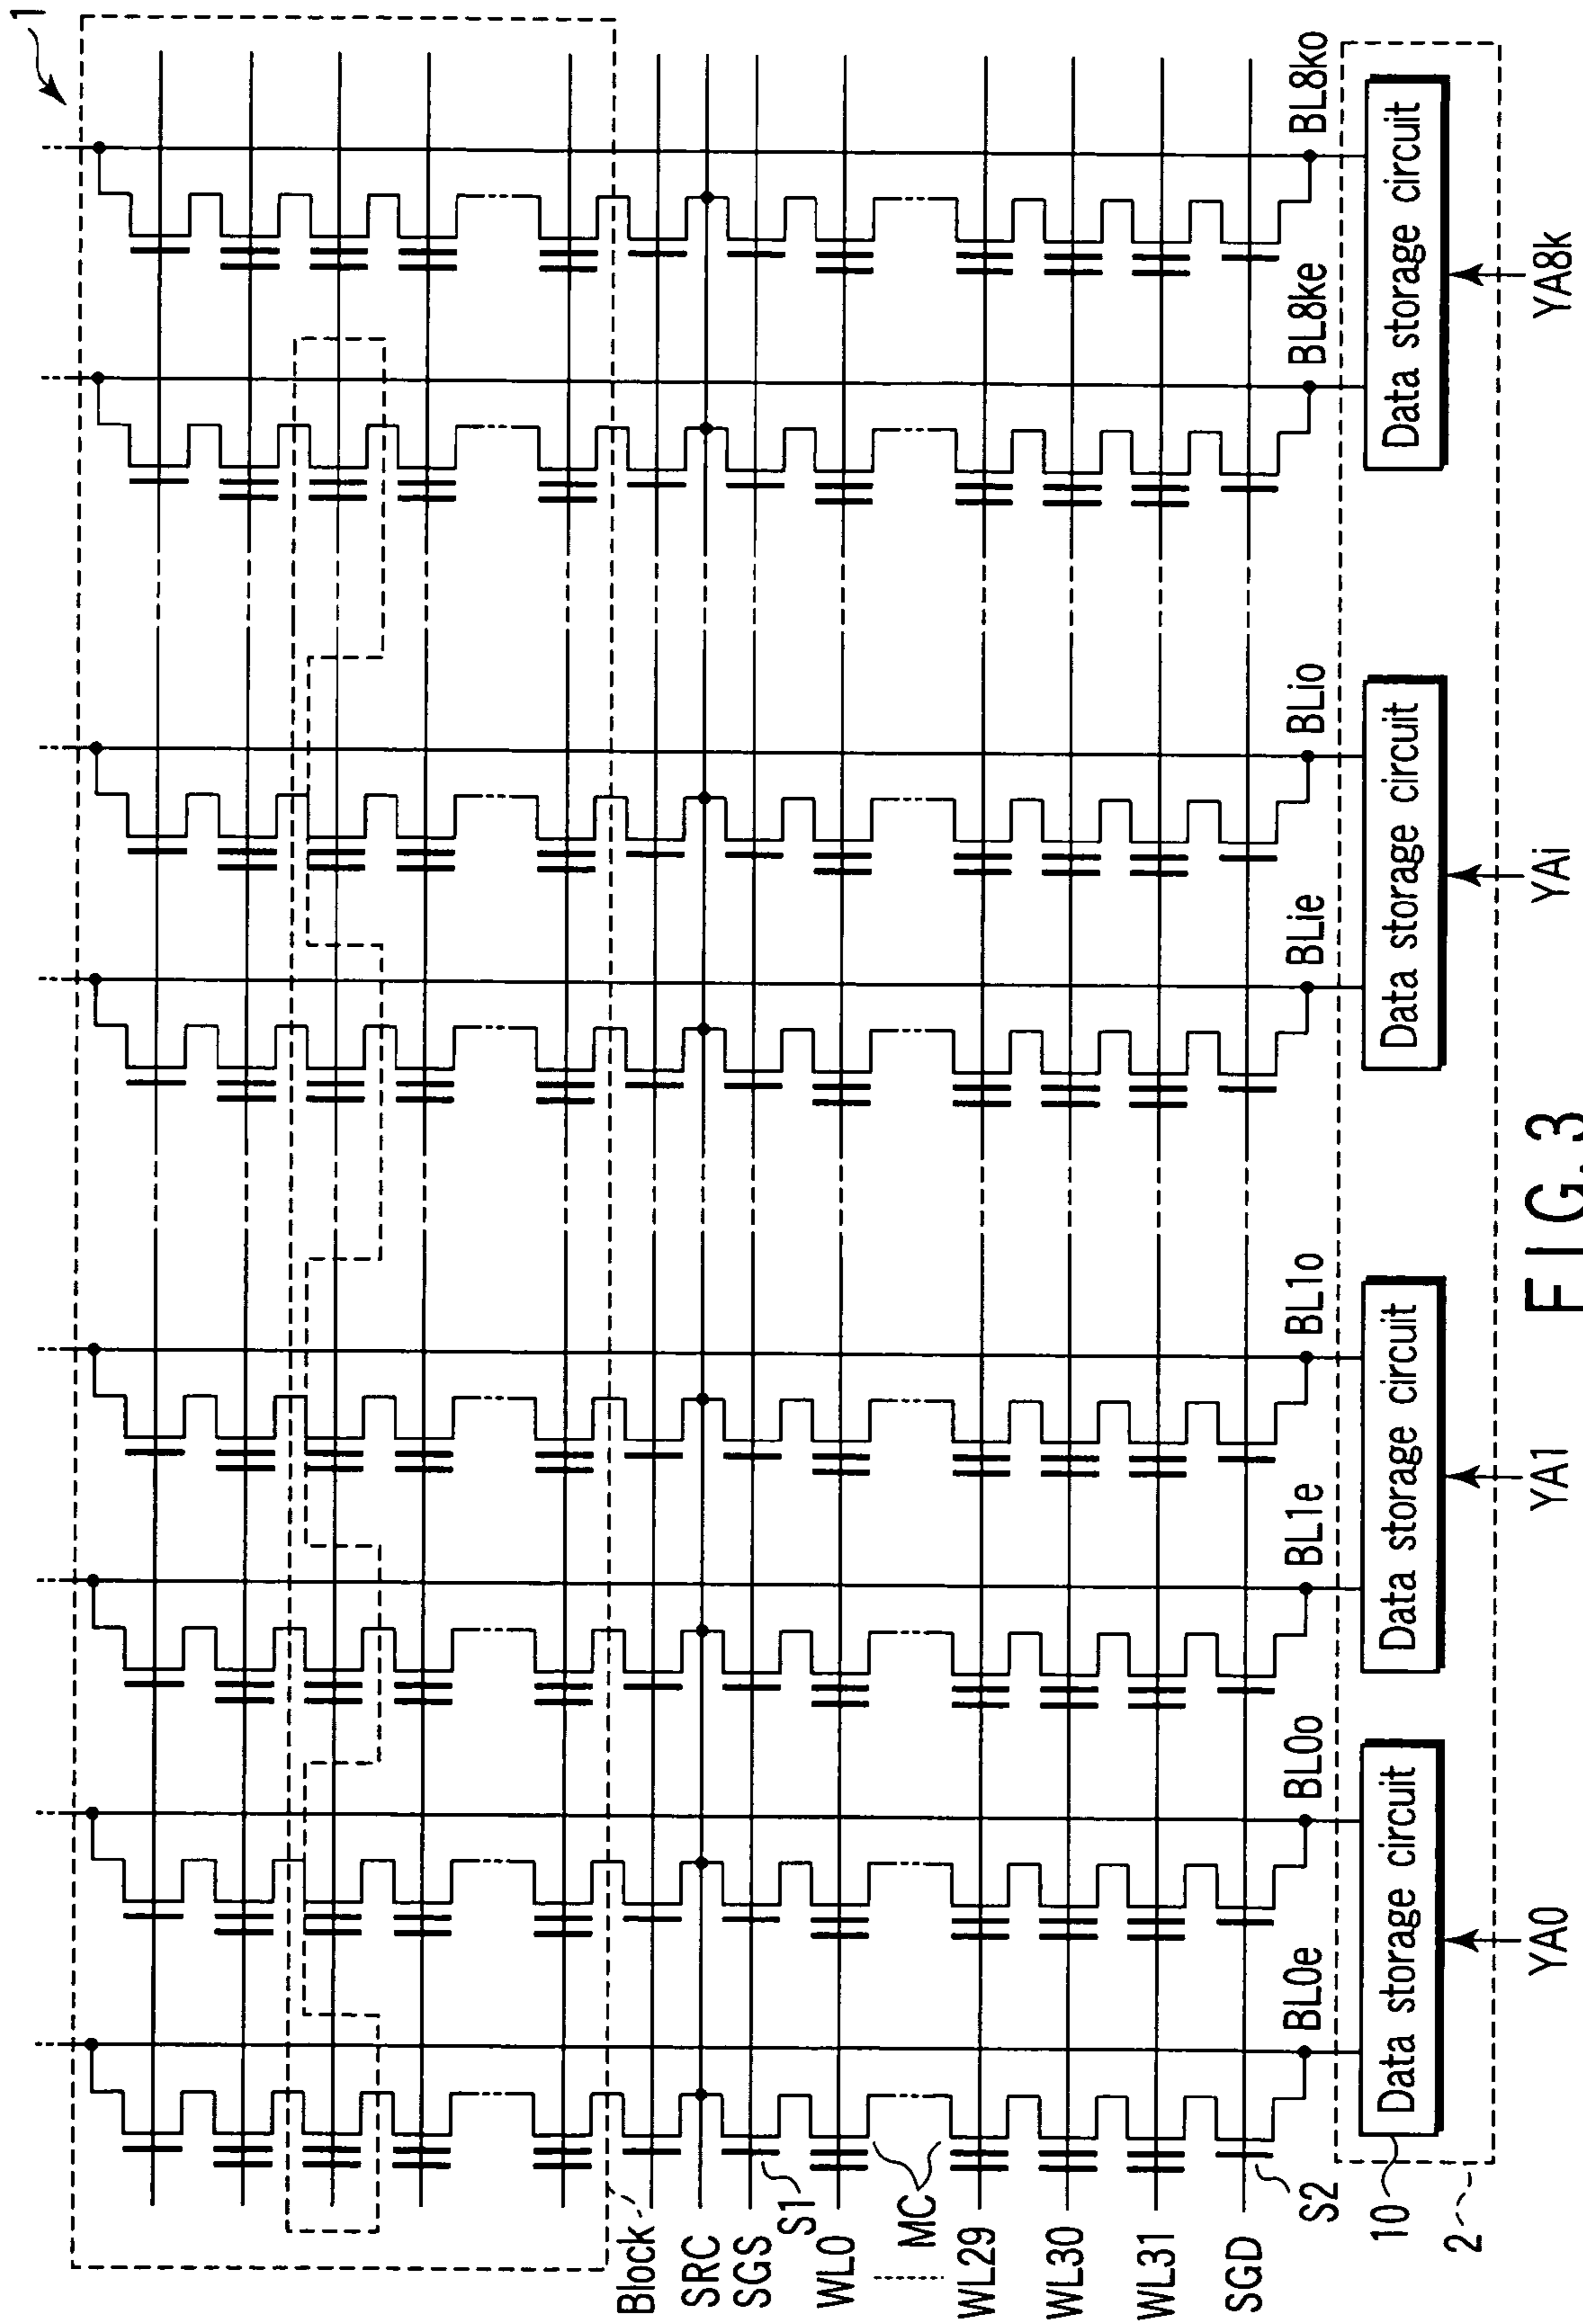 1
Block
SRC
SGS
S1
WL0
MC
WL29
WL30
WL31
SGD
S2
BL0e
BL0o
BL1e
BL1o
BLie
BLio
BL8ke
BL8ko
10
Data storage circuit
Data storage circuit
Data storage circuit
Data storage circuit
2
YA0
YA1
YAi
YA8k
FIG. 3